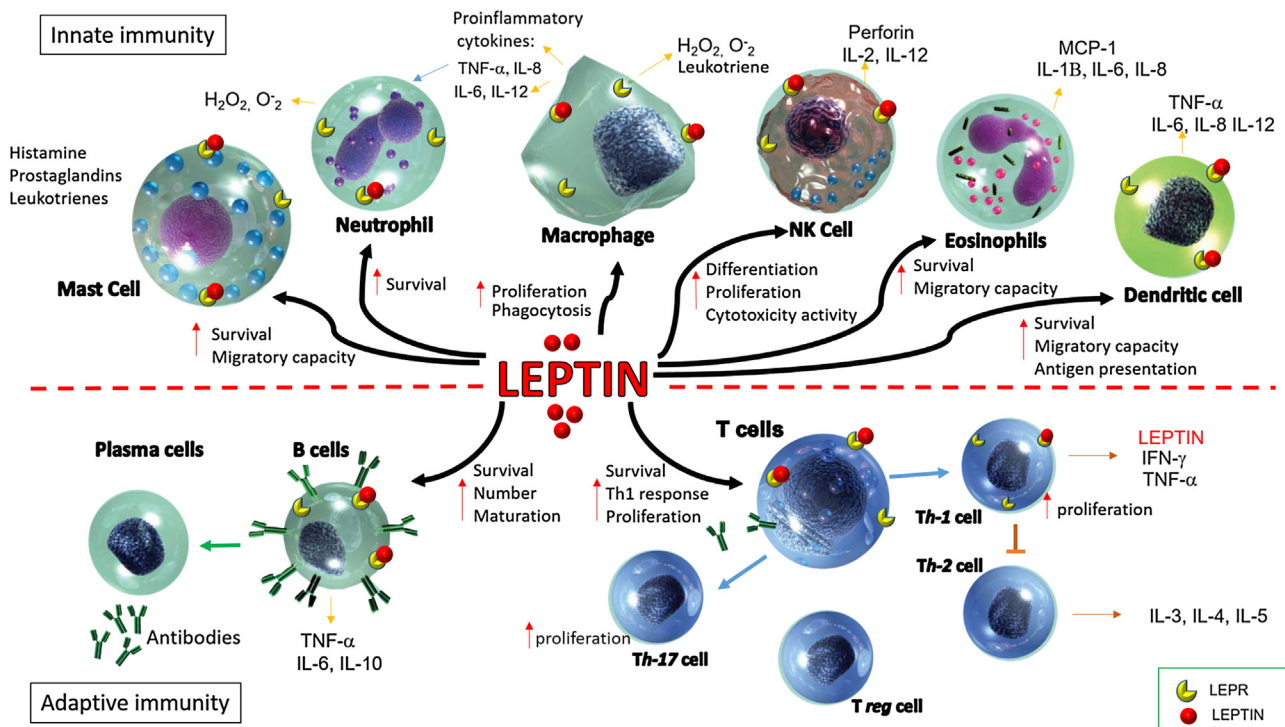 Innate immunity
Proinflammatory
cytokines:
TNF-α, IL-8
IL-6, IL-12
H2O2, O-2
Leukotriene
Perforin
IL-2, IL-12
MCP-1
IL-1B, IL-6, IL-8
TNF-α
IL-6, IL-8 IL-12
H2O2, O-2
Histamine
Prostaglandins
Leukotrienes
Mast Cell
Neutrophil
Macrophage
NK Cell
Eosinophils
Dendritic cell
Survival
Migratory capacity
Survival
Proliferation
Phagocytosis
Differentiation
Proliferation
Cytotoxicity activity
Survival
Migratory capacity
Survival
Migratory capacity
Antigen presentation
LEPTIN
Plasma cells
B cells
Survival
Number
Maturation
Survival
Th1 response
Proliferation
T cells
Th-1 cell
proliferation
LEPTIN
IFN-γ
TNF-α
Th-2 cell
IL-3, IL-4, IL-5
Antibodies
TNF-α
IL-6, IL-10
proliferation
Th-17 cell
T reg cell
Adaptive immunity
LEPR
LEPTIN